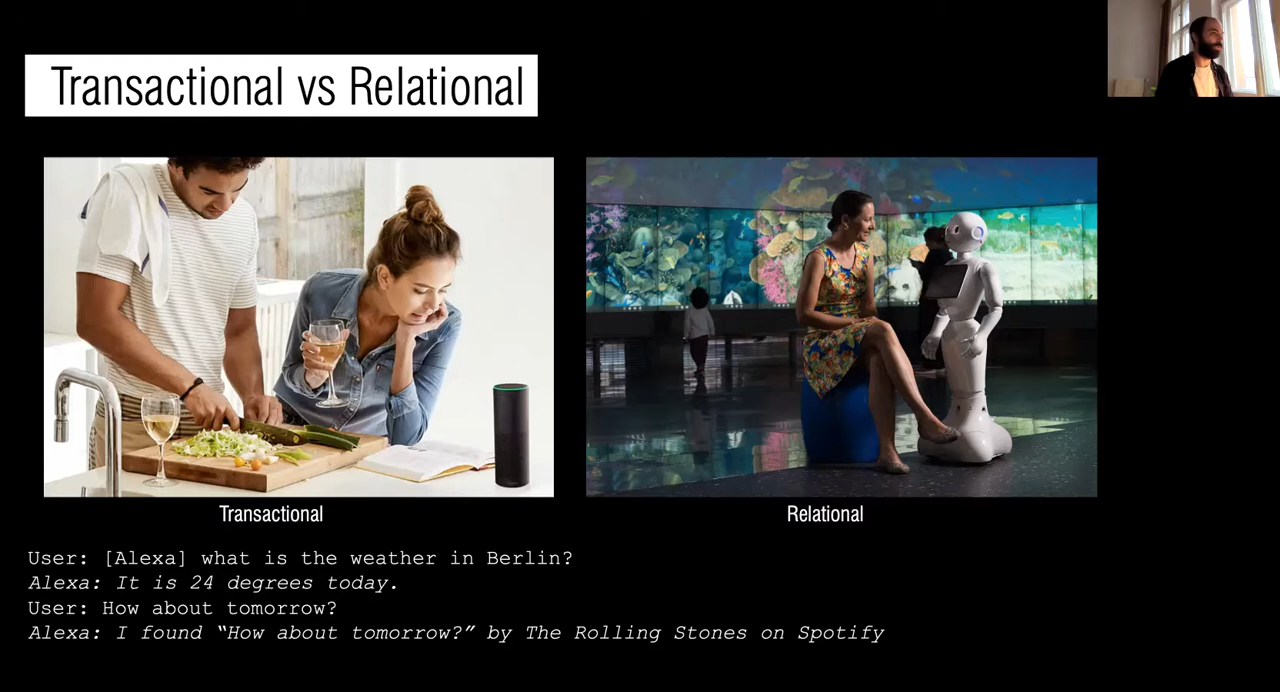 Transactional vs Relational
Transactional
Relational
User: [Alexa] what is the weather in Berlin?
Alexa: It is 24 degrees today.
User: How about tomorrow?
Alexa: I found “How about tomorrow?” by The Rolling Stones on Spotify